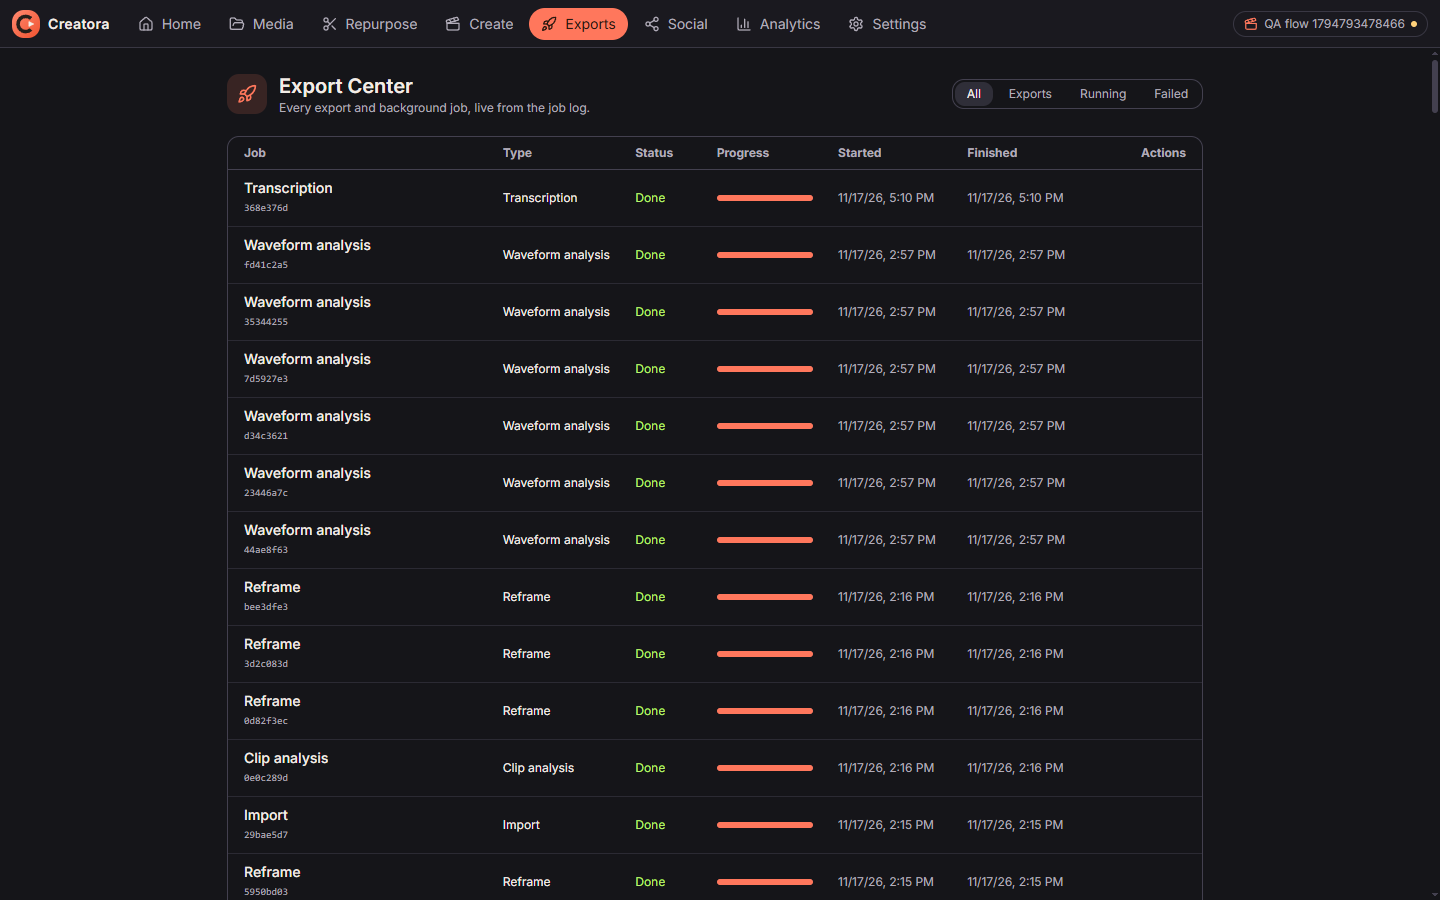 Creatora Home Media Repurpose Create Exports Social Analytics Settings QA flow 1794793478466
Export Center
Every export and background job, live from the job log.
All Exports Running Failed
Job Type Status Progress Started Finished Actions
Transcription
368e376d
Transcription Done 11/17/26, 5:10 PM 11/17/26, 5:10 PM
Waveform analysis
fd41c2a5
Waveform analysis Done 11/17/26, 2:57 PM 11/17/26, 2:57 PM
Waveform analysis
35344255
Waveform analysis Done 11/17/26, 2:57 PM 11/17/26, 2:57 PM
Waveform analysis
7d5927e3
Waveform analysis Done 11/17/26, 2:57 PM 11/17/26, 2:57 PM
Waveform analysis
d34c3621
Waveform analysis Done 11/17/26, 2:57 PM 11/17/26, 2:57 PM
Waveform analysis
23446a7c
Waveform analysis Done 11/17/26, 2:57 PM 11/17/26, 2:57 PM
Waveform analysis
44ae8f63
Waveform analysis Done 11/17/26, 2:57 PM 11/17/26, 2:57 PM
Reframe
bee3dfe3
Reframe Done 11/17/26, 2:16 PM 11/17/26, 2:16 PM
Reframe
3d2c083d
Reframe Done 11/17/26, 2:16 PM 11/17/26, 2:16 PM
Reframe
0d82f3ec
Reframe Done 11/17/26, 2:16 PM 11/17/26, 2:16 PM
Clip analysis
0e0c289d
Clip analysis Done 11/17/26, 2:16 PM 11/17/26, 2:16 PM
Import
29bae5d7
Import Done 11/17/26, 2:15 PM 11/17/26, 2:15 PM
Reframe
5950bd03
Reframe Done 11/17/26, 2:15 PM 11/17/26, 2:15 PM